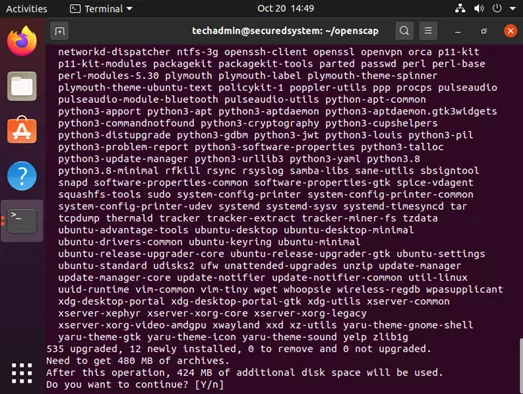 Activities
Terminal
Oct 20 14:49
techadmin@securedsystem: ~/openscap
networkd-dispatcher ntfs-3g openssh-client openssl openvpn orca p11-kit
p11-kit-modules packagekit packagekit-tools parted passwd perl perl-base
perl-modules-5.30 plymouth plymouth-label plymouth-theme-spinner
plymouth-theme-ubuntu-text policykit-1 poppler-utils ppp procps pulseaudio
pulseaudio-module-bluetooth pulseaudio-utils python-apt-common
python3-apport python3-apt python3-aptdaemon python3-aptdaemon.gtk3widgets
python3-commandnotfound python3-cryptography python3-cupshelpers
python3-distupgrade python3-gdbm python3-jwt python3-louis python3-pil
python3-problem-report python3-software-properties python3-talloc
python3-update-manager python3-urllib3 python3-yaml python3.8
python3.8-minimal rfkill rsync rsyslog samba-libs sane-utils sbsigntool
snapd software-properties-common software-properties-gtk spice-vdagent
squashfs-tools sudo system-config-printer system-config-printer-common
system-config-printer-udev systemd systemd-sysv systemd-timesyncd tar
tcpdump thermald tracker tracker-extract tracker-miner-fs tzdata
ubuntu-advantage-tools ubuntu-desktop ubuntu-desktop-minimal
ubuntu-drivers-common ubuntu-keyring ubuntu-minimal
ubuntu-release-upgrader-core ubuntu-release-upgrader-gtk ubuntu-settings
ubuntu-standard udisks2 ufw unattended-upgrades unzip update-manager
update-manager-core update-notifier update-notifier-common util-linux
uuid-runtime vim-common vim-tiny wget whoopsie wireless-regdb wpasupplicant
xdg-desktop-portal xdg-desktop-portal-gtk xdg-utils xserver-common
xserver-xephyr xserver-xorg-core xserver-xorg-legacy
xserver-xorg-video-amdgpu xwayland xxd xz-utils yaru-theme-gnome-shell
yaru-theme-gtk yaru-theme-icon yaru-theme-sound yelp zlib1g
535 upgraded, 12 newly installed, 0 to remove and 0 not upgraded.
Need to get 480 MB of archives.
After this operation, 424 MB of additional disk space will be used.
Do you want to continue? [Y/n]